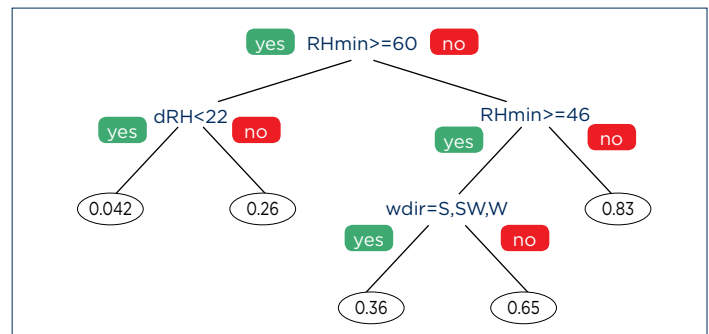 yes RHmin>=60 no
dRH<22 RHmin>=46
yes no yes no
0.042 0.26 wdir=S,SW,W 0.83
yes no
0.36 0.65